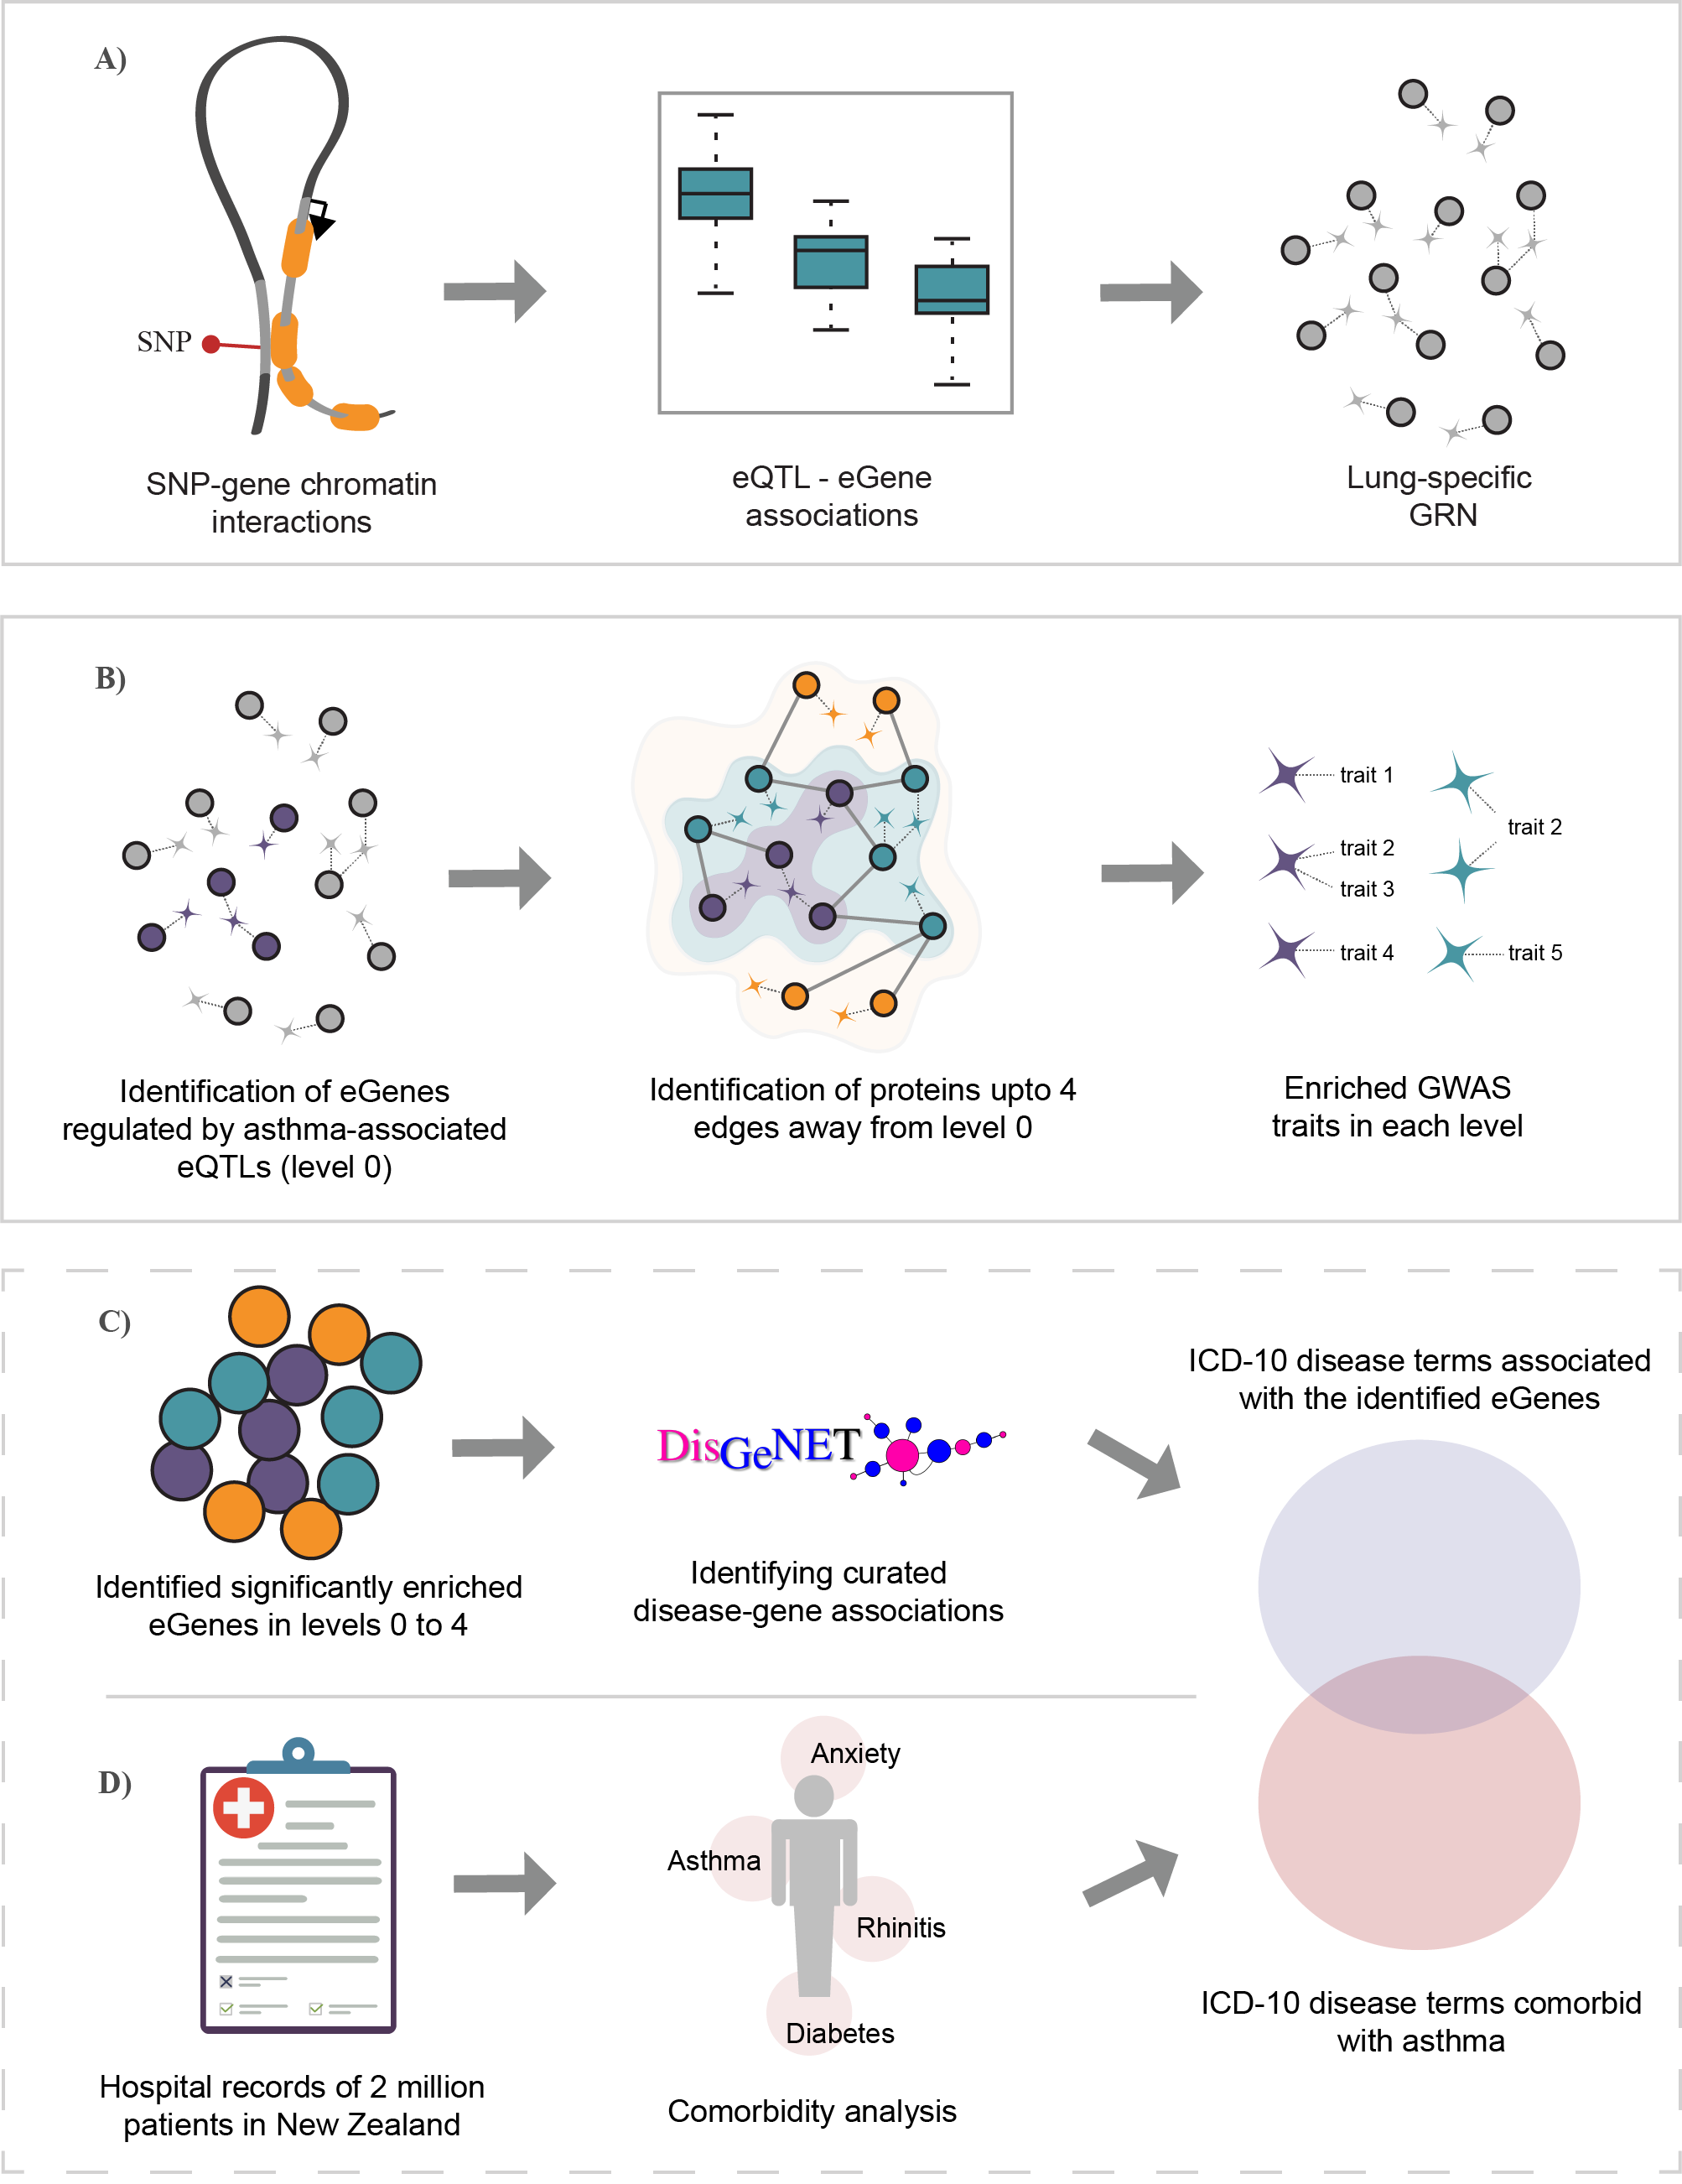 A)
SNP
SNP-gene chromatin
interactions
eQTL - eGene
associations
Lung-specific
GRN
B)
trait 1
trait 2
trait 3
trait 4
trait 2
trait 5
Identification of eGenes
regulated by asthma-associated
eQTLs (level 0)
Identification of proteins upto 4
edges away from level 0
Enriched GWAS
traits in each level
C)
Identified significantly enriched
eGenes in levels 0 to 4
DisGeNET
Identifying curated
disease-gene associations
ICD-10 disease terms associated
with the identified eGenes
D)
Hospital records of 2 million
patients in New Zealand
Anxiety
Asthma
Rhinitis
Diabetes
Comorbidity analysis
ICD-10 disease terms comorbid
with asthma